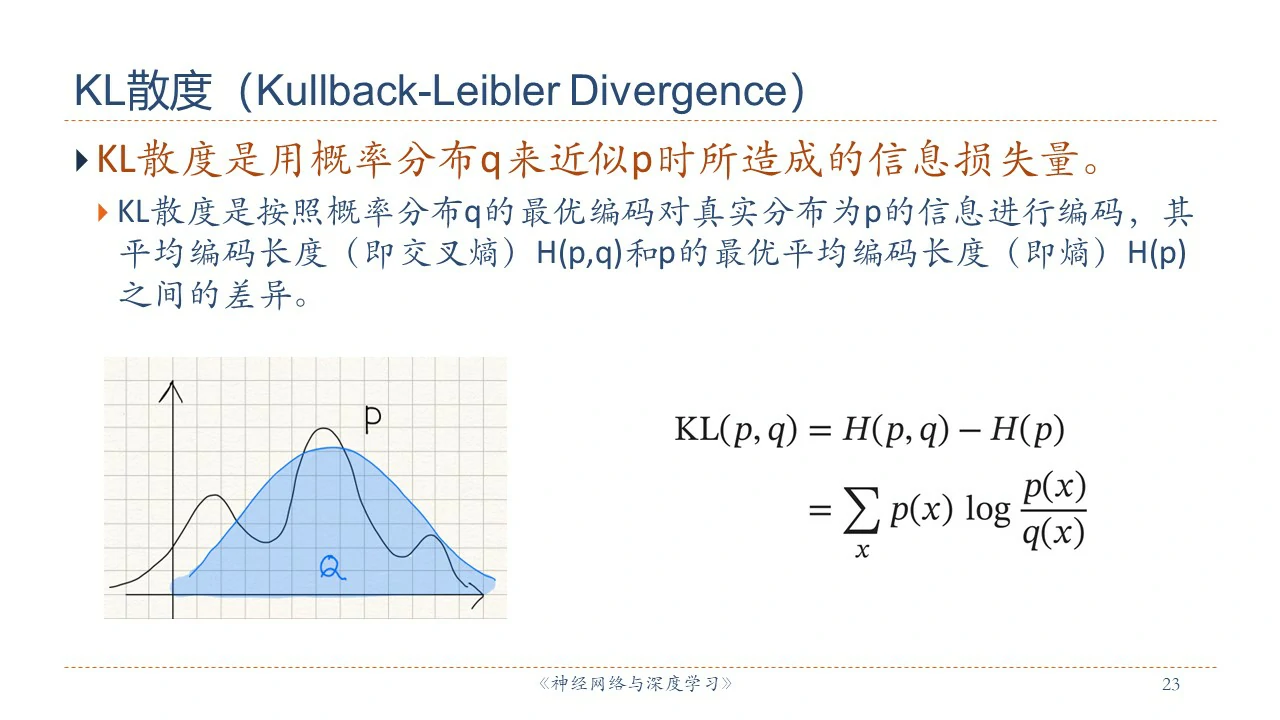 KL散度（Kullback-Leibler Divergence）
KL散度是用概率分布q来近似p时所造成的信息损失量。
KL散度是按照概率分布q的最优编码对真实分布为p的信息进行编码，其
平均编码长度（即交叉熵）H(p,q)和p的最优平均编码长度（即熵）H(p)
之间的差异。
p
Q
KL(p, q) = H(p, q) − H(p)
= ∑_x p(x) log p(x)/q(x)
《神经网络与深度学习》
23